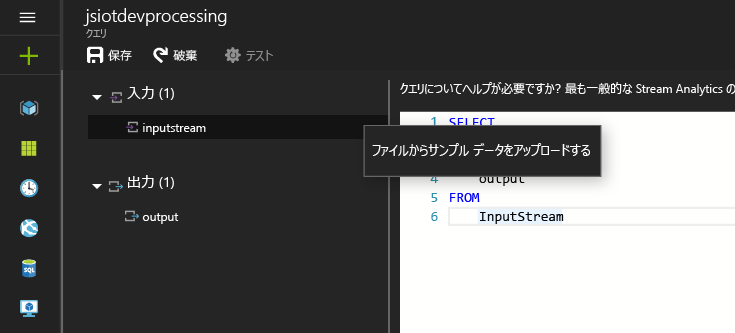 jsiotdevprocessing
クエリ
保存 破棄 テスト
入力 (1)
inputstream
出力 (1)
output
クエリについてヘルプが必要ですか? 最も一般的な Stream Analytics の
1 SELECT
ファイルからサンプル データをアップロードする
4 output
5 FROM
6 InputStream
SQL